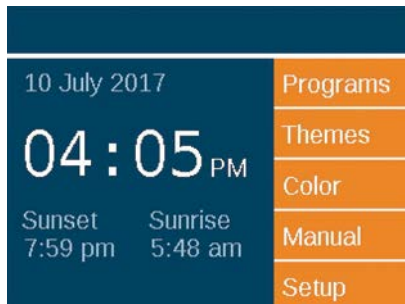 10 July 2017
04:05 PM
Sunset Sunrise
7:59 pm 5:48 am
Programs
Themes
Color
Manual
Setup